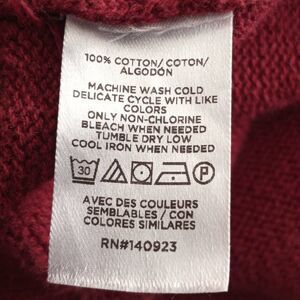 100% COTTON/ COTON/
ALGODÓN
MACHINE WASH COLD
DELICATE CYCLE WITH LIKE
COLORS
ONLY NON-CHLORINE
BLEACH WHEN NEEDED
TUMBLE DRY LOW
COOL IRON WHEN NEEDED
30 P
AVEC DES COULEURS
SEMBLABLES / CON
COLORES SIMILARES
RN#140923